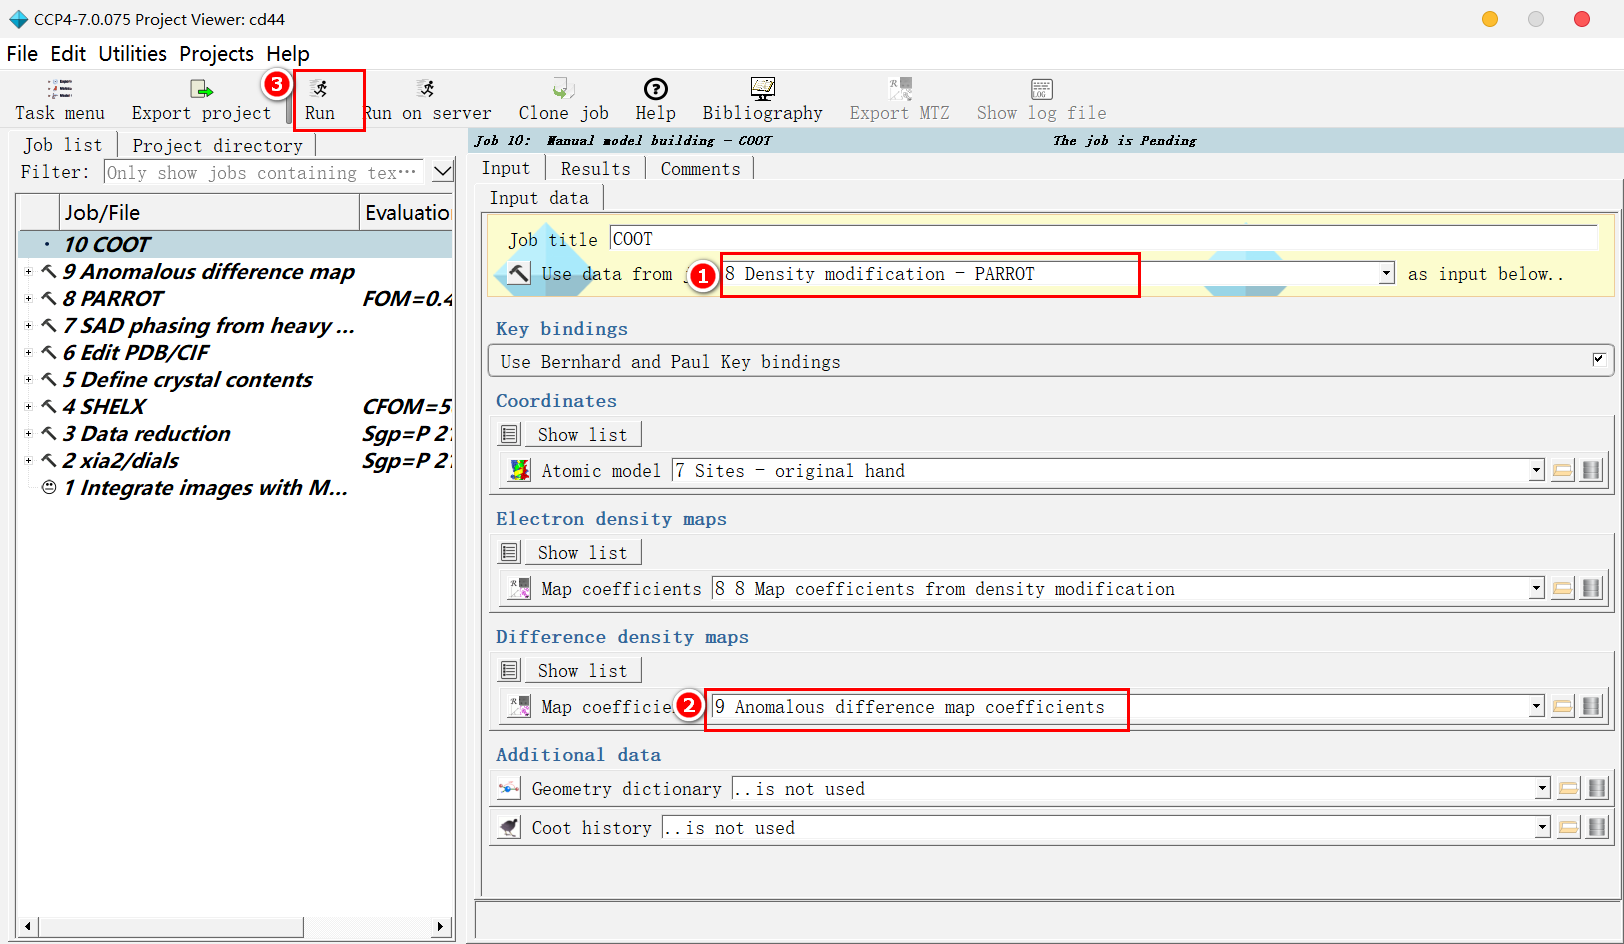 CCP4-7.0.075 Project Viewer: cd44
File Edit Utilities Projects Help
Task menu Export project 3 Run Run on server Clone job Help Bibliography Export MTZ Show log file
Job list Project directory
Filter: Only show jobs containing tex···
Job/File Evaluatio
10 COOT
9 Anomalous difference map
8 PARROT FOM=0.4
7 SAD phasing from heavy ...
6 Edit PDB/CIF
5 Define crystal contents
4 SHELX CFOM=5
3 Data reduction Sgp=P 2
2 xia2/dials Sgp=P 2
1 Integrate images with M...
Job 10: Manual model building - COOT The job is Pending
Input Results Comments
Input data
Job title COOT
Use data from j 1 8 Density modification - PARROT as input below..
Key bindings
Use Bernhard and Paul Key bindings
Coordinates
Show list
Atomic model 7 Sites - original hand
Electron density maps
Show list
Map coefficients 8 8 Map coefficients from density modification
Difference density maps
Show list
Map coefficie 2 9 Anomalous difference map coefficients
Additional data
Geometry dictionary ..is not used
Coot history ..is not used